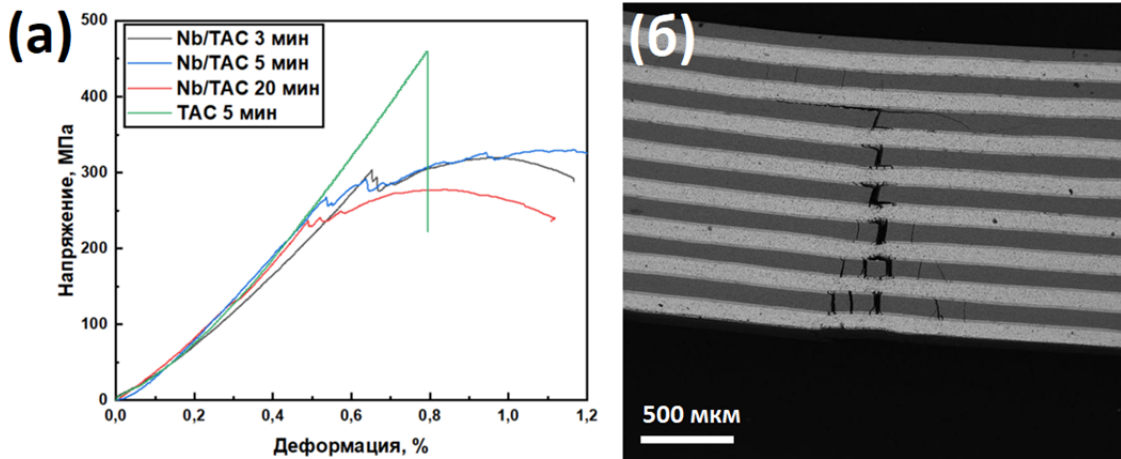 (а)
500
400
300
200
100
0
Напряжение, МПа
Nb/TAC 3 мин
Nb/TAC 5 мин
Nb/TAC 20 мин
TAC 5 мин
0,0 0,2 0,4 0,6 0,8 1,0 1,2
Деформация, %
(б)
500 мкм